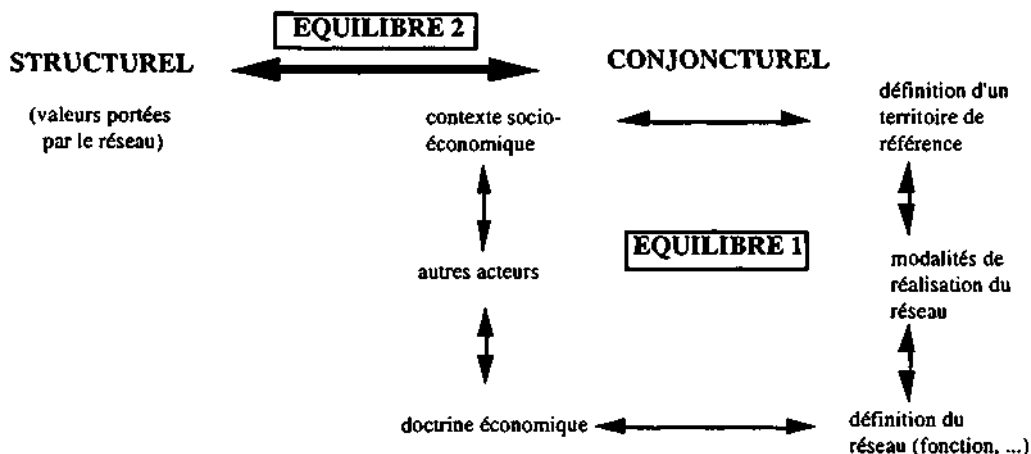 EQUILIBRE 2
STRUCTUREL
CONJONCTUREL
(valeurs portées
par le réseau)
contexte socio-
économique
définition d'un
territoire de
référence
EQUILIBRE 1
autres acteurs
modalités de
réalisation du
réseau
doctrine économique
définition du
réseau (fonction, ...)